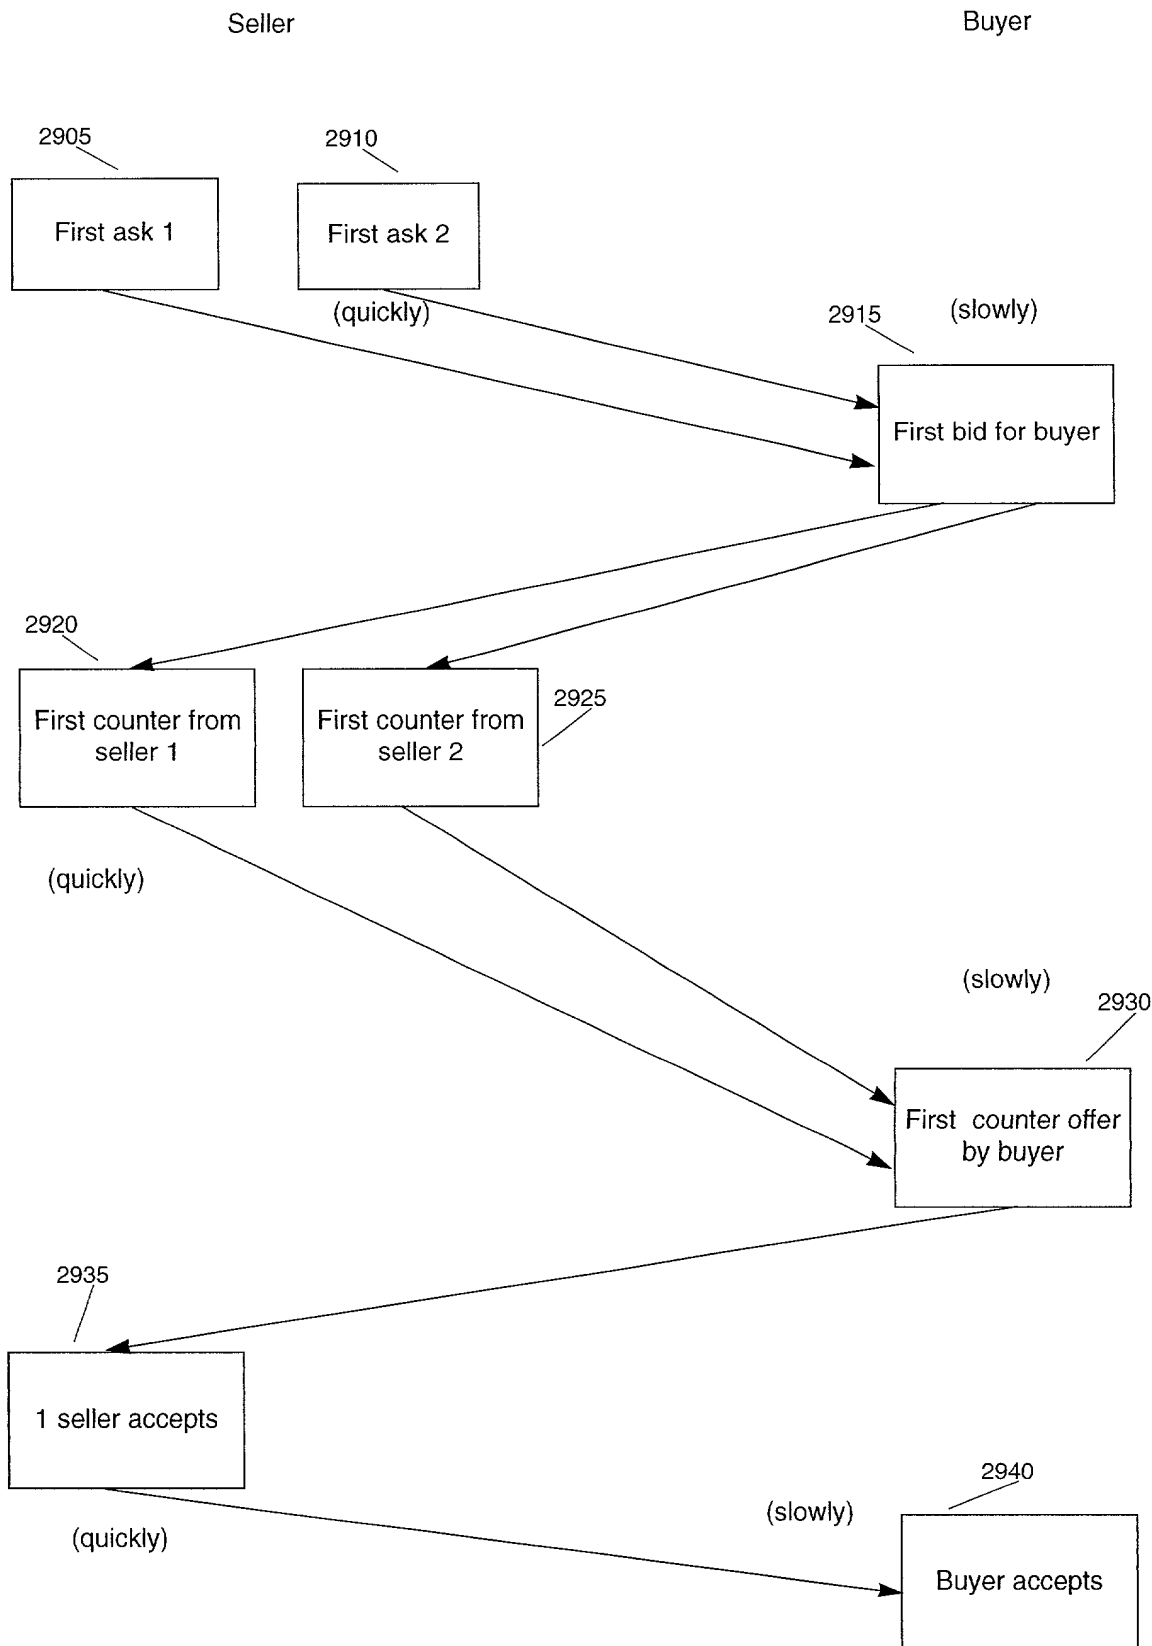 Seller
Buyer
2905
2910
First ask 1
First ask 2
(quickly)
2915
(slowly)
First bid for buyer
2920
First counter from
seller 1
First counter from
seller 2
2925
(quickly)
(slowly)
2930
First counter offer
by buyer
2935
1 seller accepts
(quickly)
2940
(slowly)
Buyer accepts